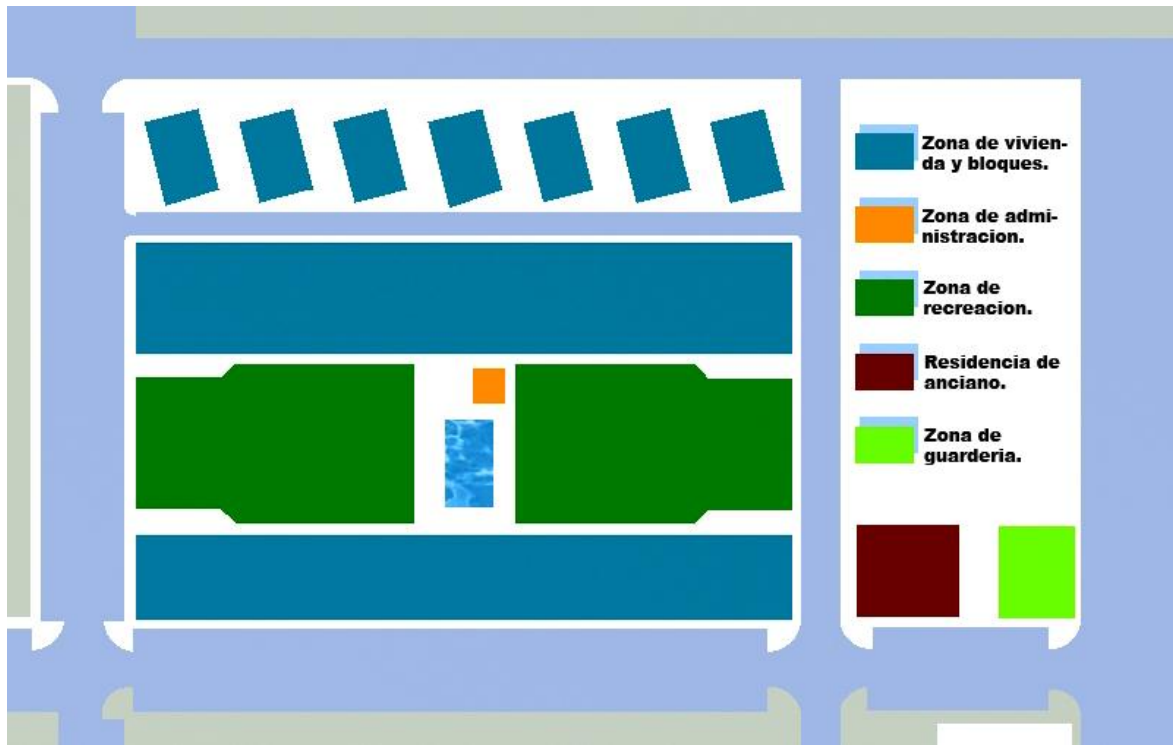 Zona de vivien-
da y bloques.
Zona de admi-
nistracion.
Zona de
recreacion.
Residencia de
anciano.
Zona de
guarderia.